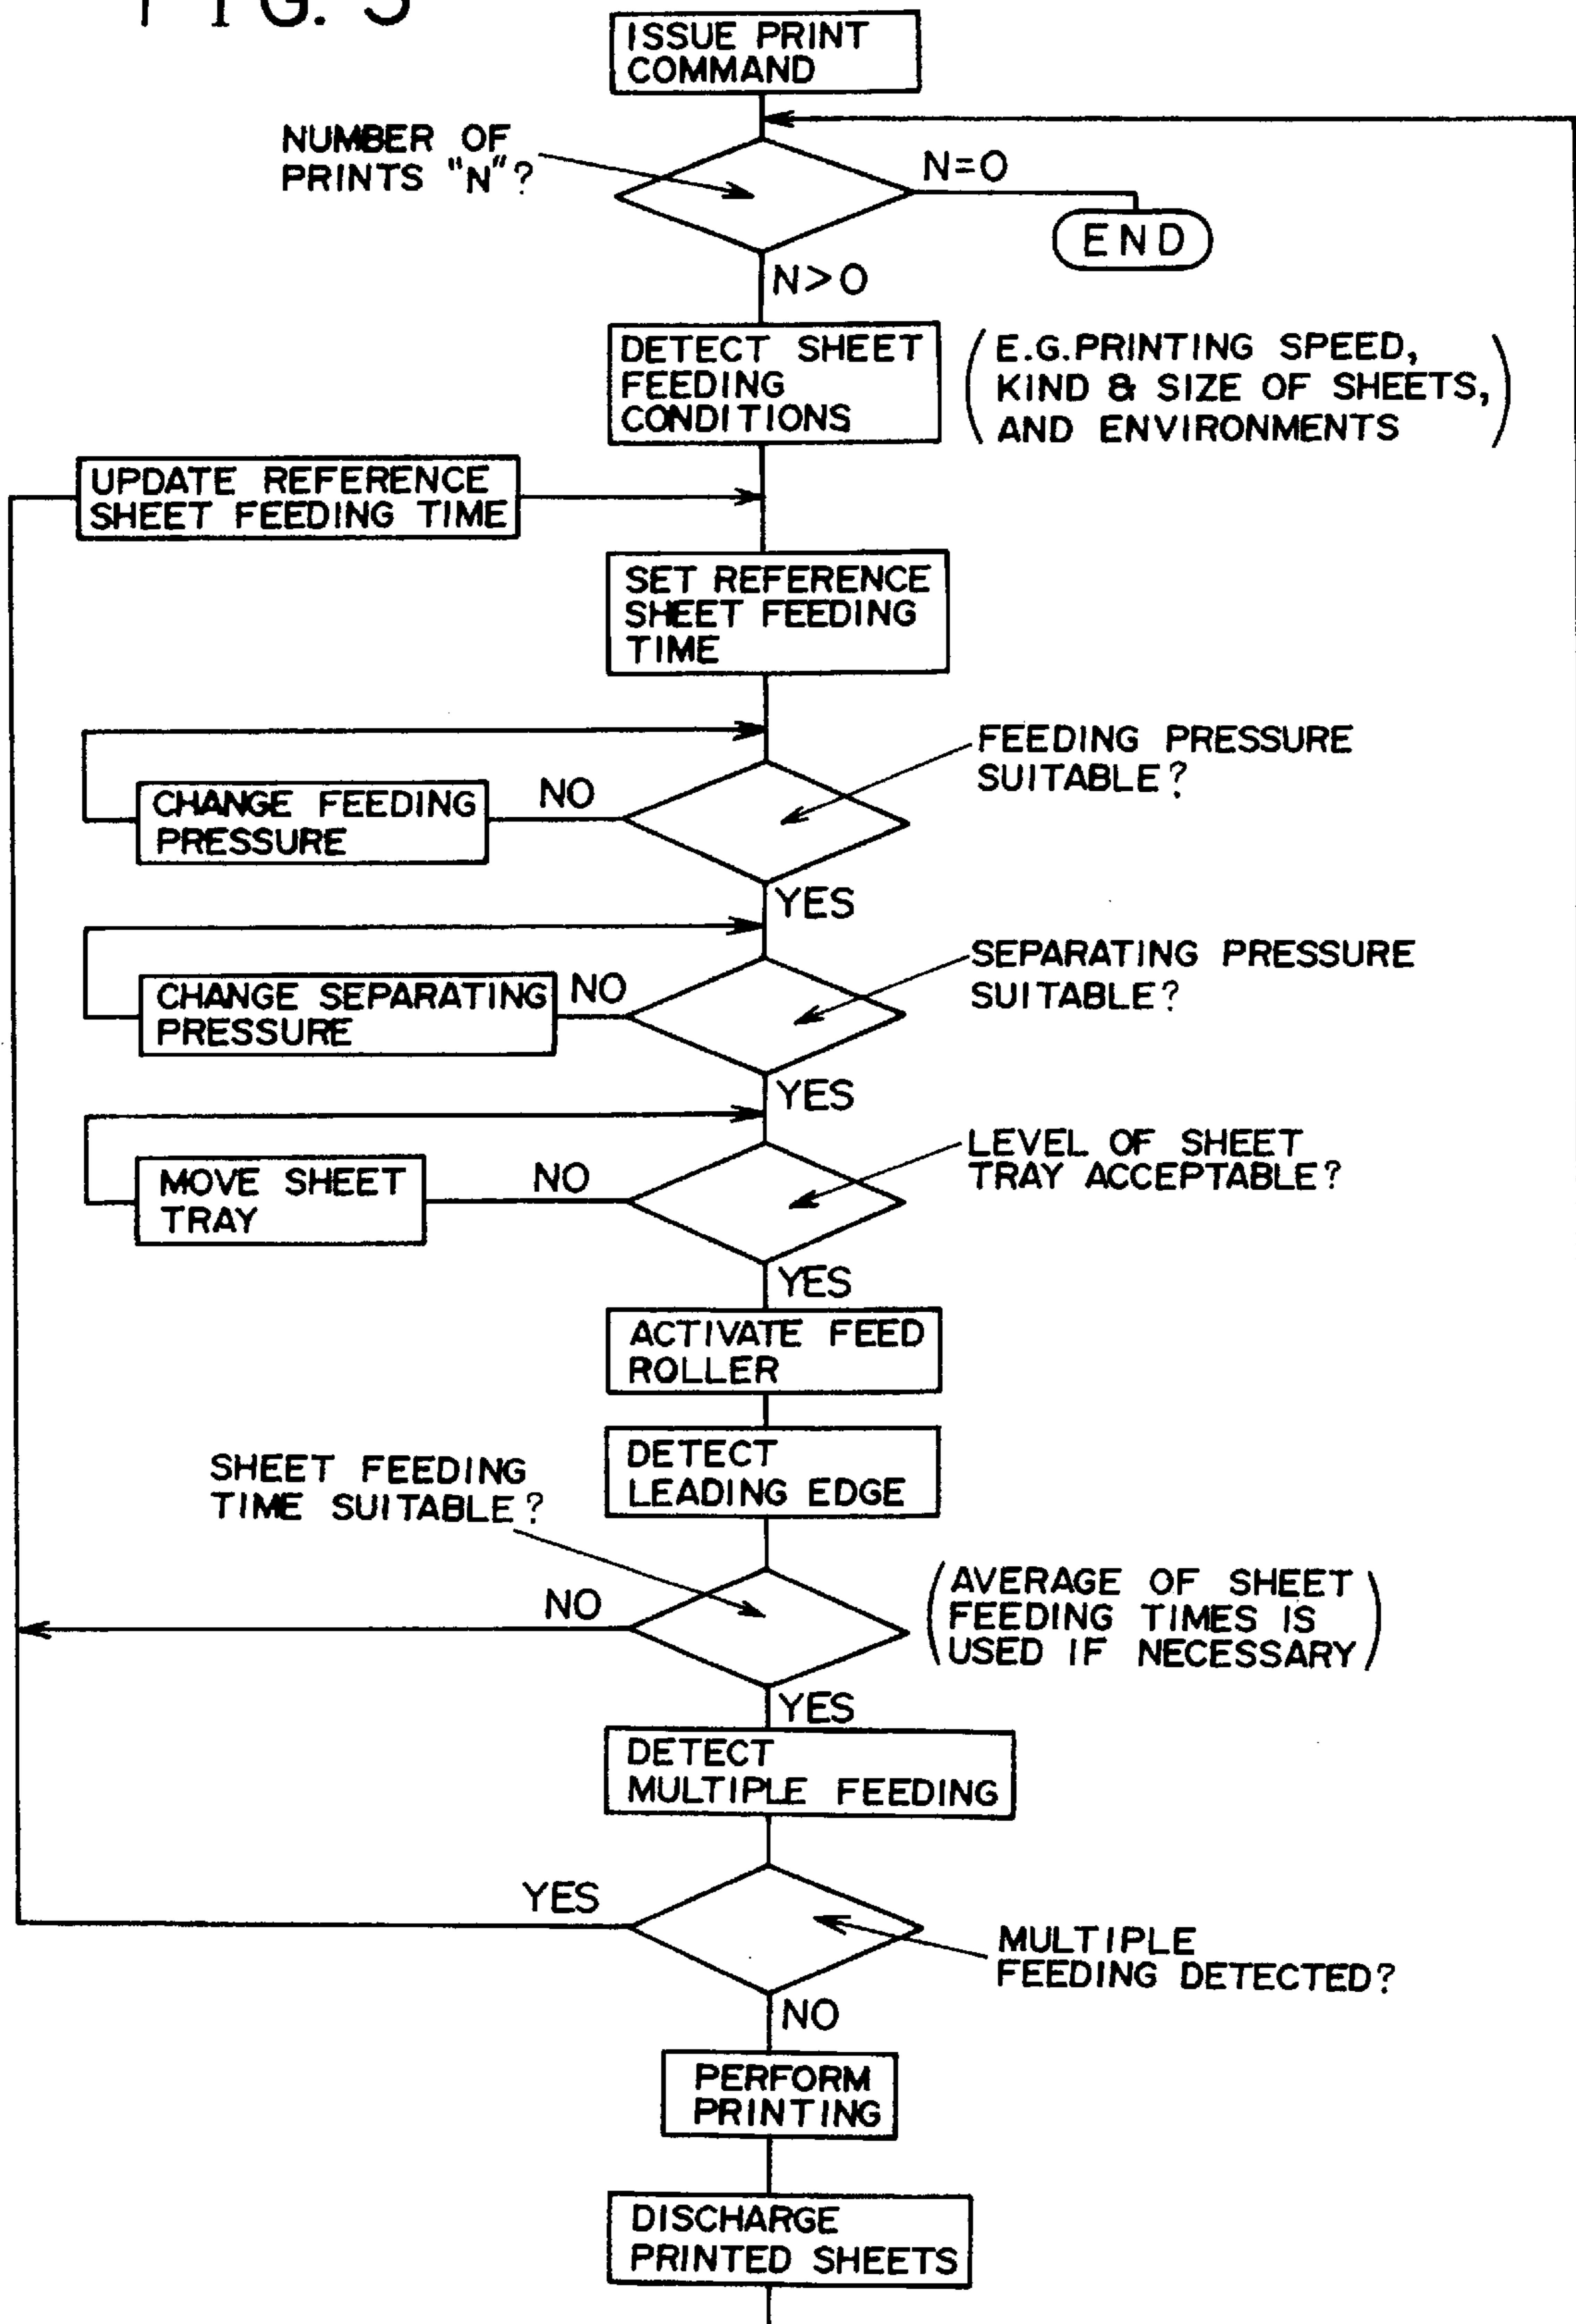 FIG. 5
ISSUE PRINT
COMMAND
NUMBER OF
PRINTS "N"?
N=0
END
N>0
DETECT SHEET
FEEDING
CONDITIONS
(E.G.PRINTING SPEED,
KIND & SIZE OF SHEETS,
AND ENVIRONMENTS)
UPDATE REFERENCE
SHEET FEEDING TIME
SET REFERENCE
SHEET FEEDING
TIME
FEEDING PRESSURE
SUITABLE?
CHANGE FEEDING
PRESSURE
NO
YES
SEPARATING PRESSURE
SUITABLE?
CHANGE SEPARATING
PRESSURE
NO
YES
LEVEL OF SHEET
TRAY ACCEPTABLE?
MOVE SHEET
TRAY
NO
YES
ACTIVATE FEED
ROLLER
DETECT
LEADING EDGE
SHEET FEEDING
TIME SUITABLE?
NO
(AVERAGE OF SHEET
FEEDING TIMES IS
USED IF NECESSARY)
YES
DETECT
MULTIPLE FEEDING
YES
MULTIPLE
FEEDING DETECTED?
NO
PERFORM
PRINTING
DISCHARGE
PRINTED SHEETS